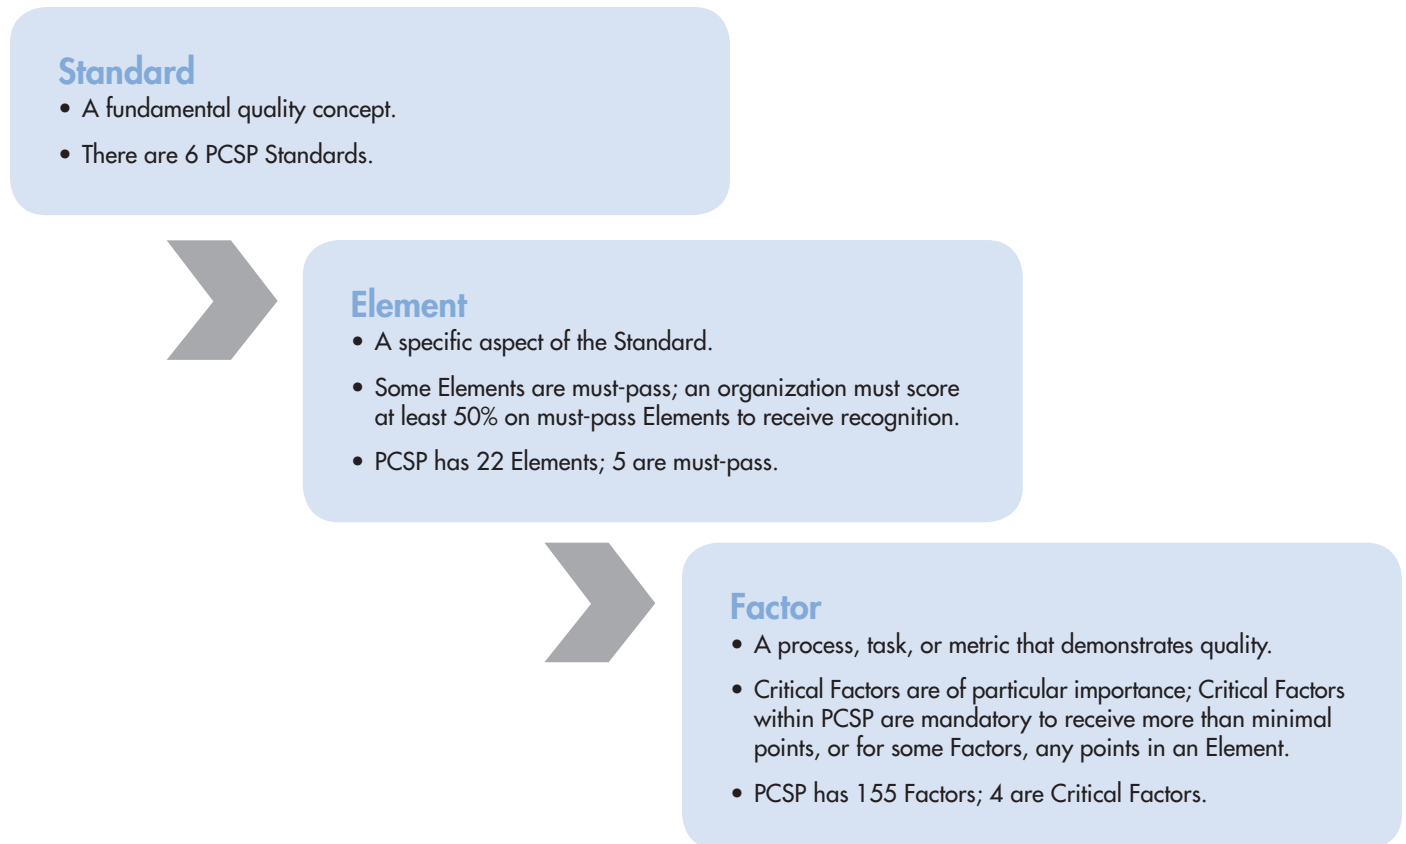 Standard
• A fundamental quality concept.
• There are 6 PCSP Standards.
Element
• A specific aspect of the Standard.
• Some Elements are must-pass; an organization must score
at least 50% on must-pass Elements to receive recognition.
• PCSP has 22 Elements; 5 are must-pass.
Factor
• A process, task, or metric that demonstrates quality.
• Critical Factors are of particular importance; Critical Factors
within PCSP are mandatory to receive more than minimal
points, or for some Factors, any points in an Element.
• PCSP has 155 Factors; 4 are Critical Factors.